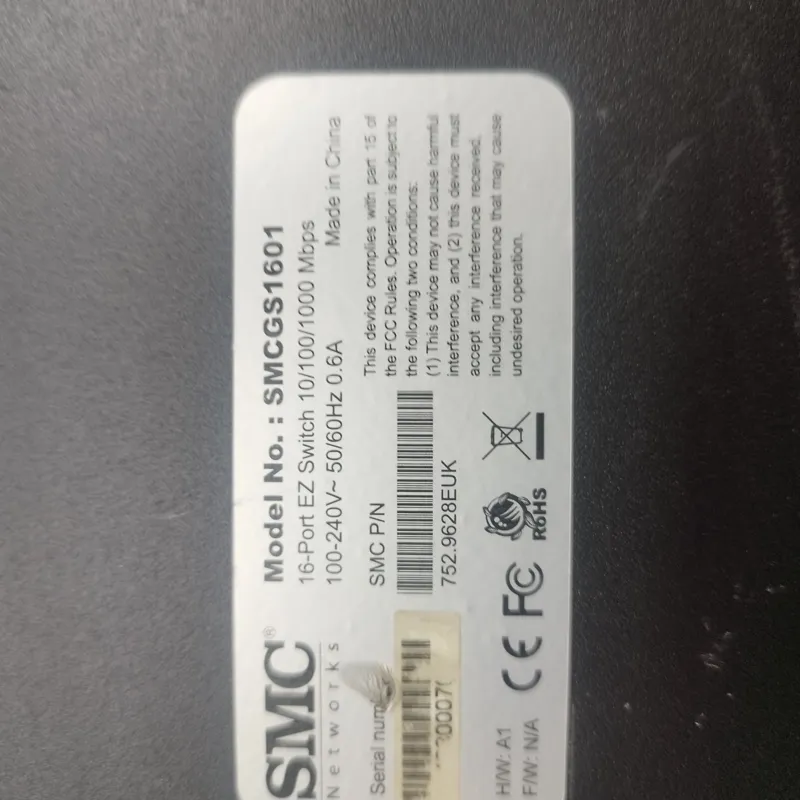 SMC®
Networks
Model No. : SMCGS1601
16-Port EZ Switch 10/100/1000 Mbps
100-240V~ 50/60Hz 0.6A
Made in China
SMC P/N
752.9628EUK
This device complies with part 15 of
the FCC Rules. Operation is subject to
the following two conditions:
(1) This device may not cause harmful
interference, and (2) this device must
accept any interference received,
including interference that may cause
undesired operation.
Serial
H/W: A1
F/W: N/A
CE FC
RoHS